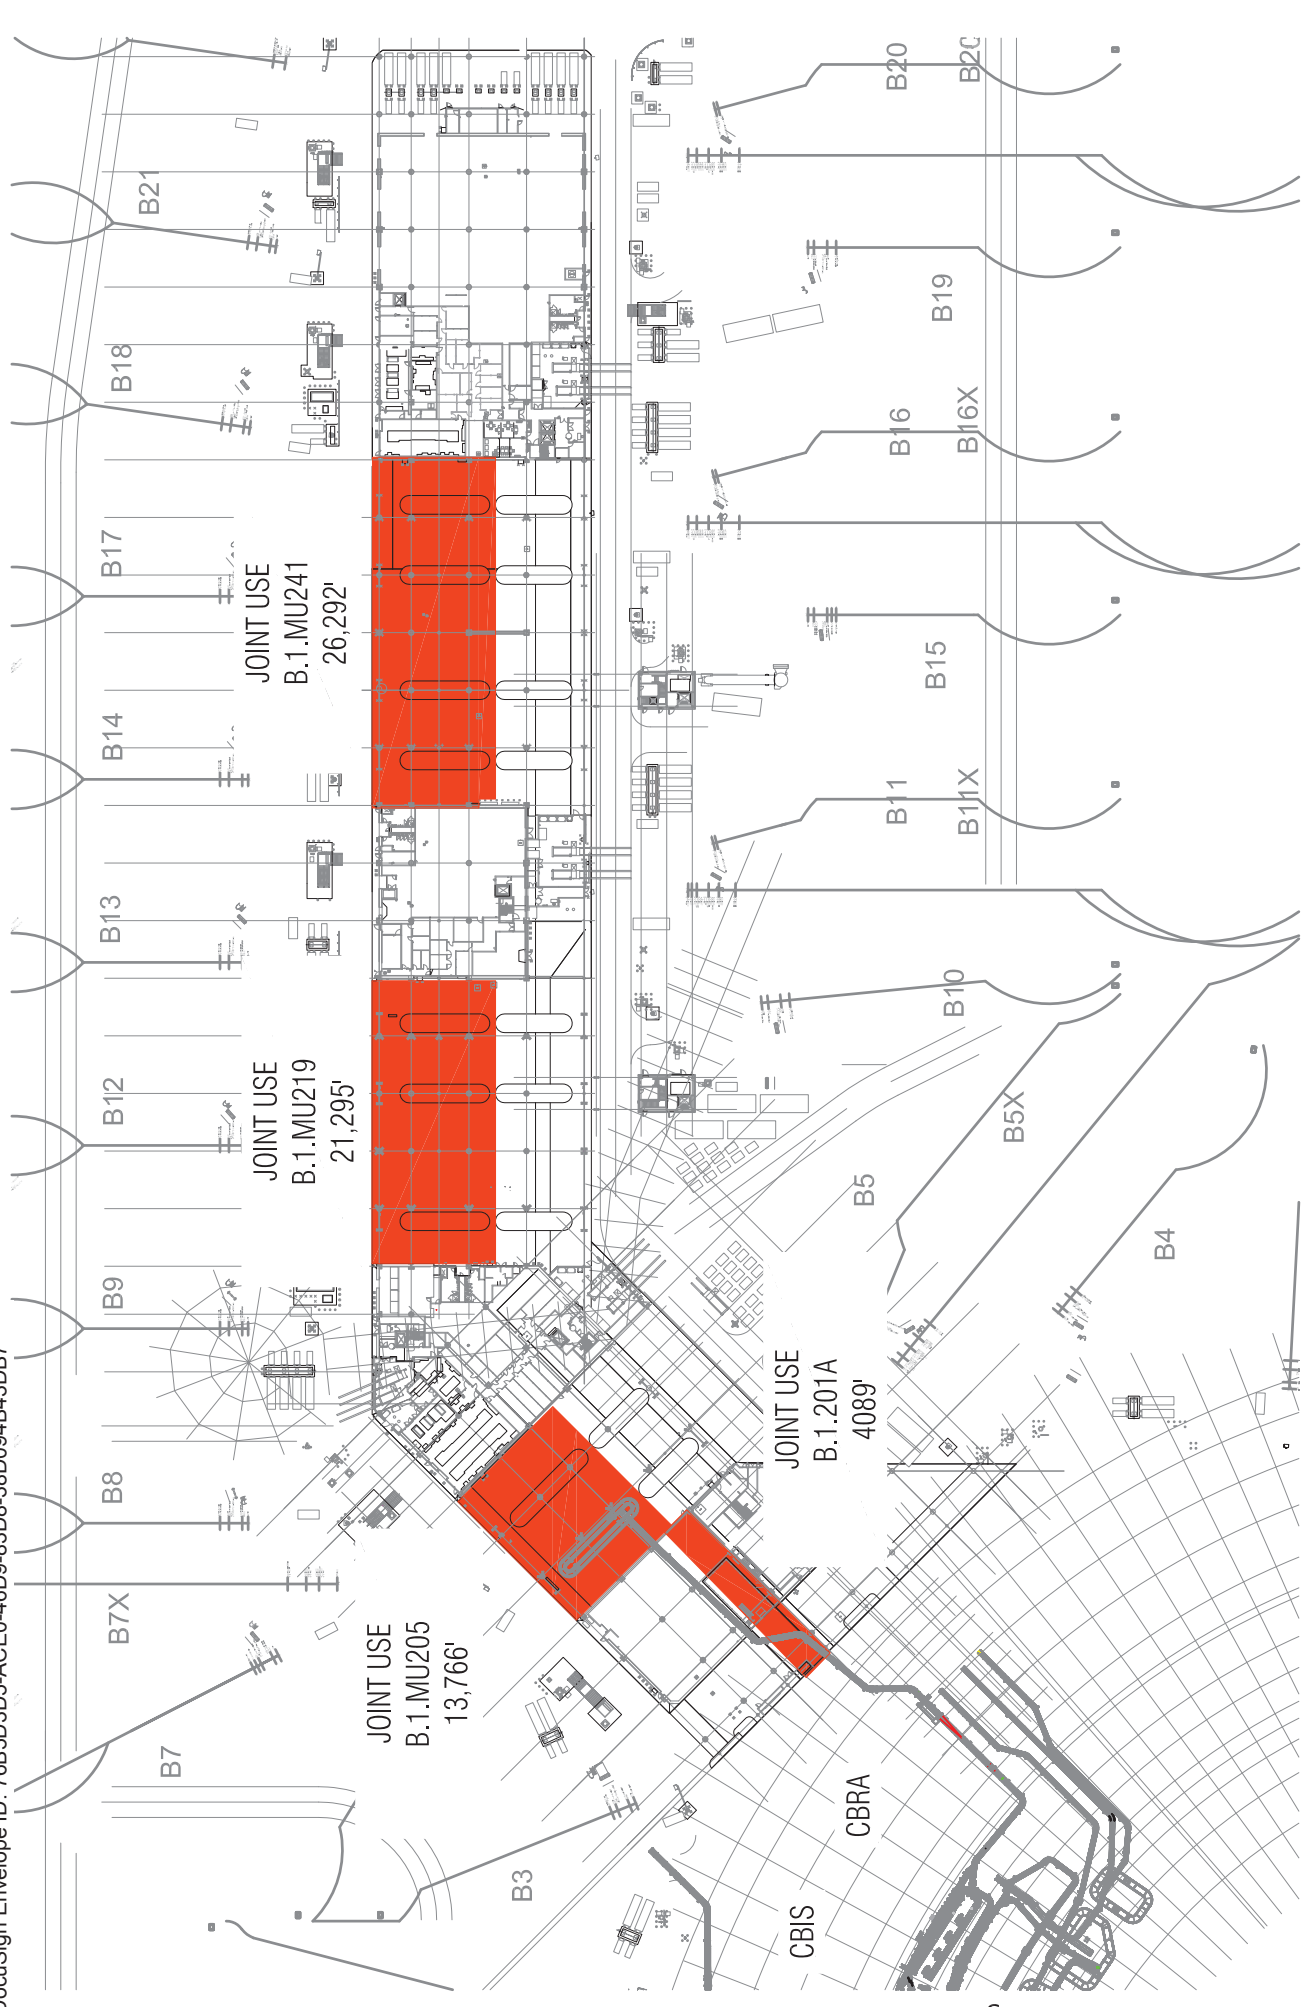 B20
B20
B21
B19
B18
B16
B16X
B17
JOINT USE
B.1.MU241
26,292'
B15
B14
B11
B11X
B13
B10
JOINT USE
B.1.MU219
21,295'
B12
B5X
B5
B4
B9
JOINT USE
B.1.201A
4089'
B8
B7X
JOINT USE
B.1.MU205
13,766'
B7
CBRA
B3
CBIS